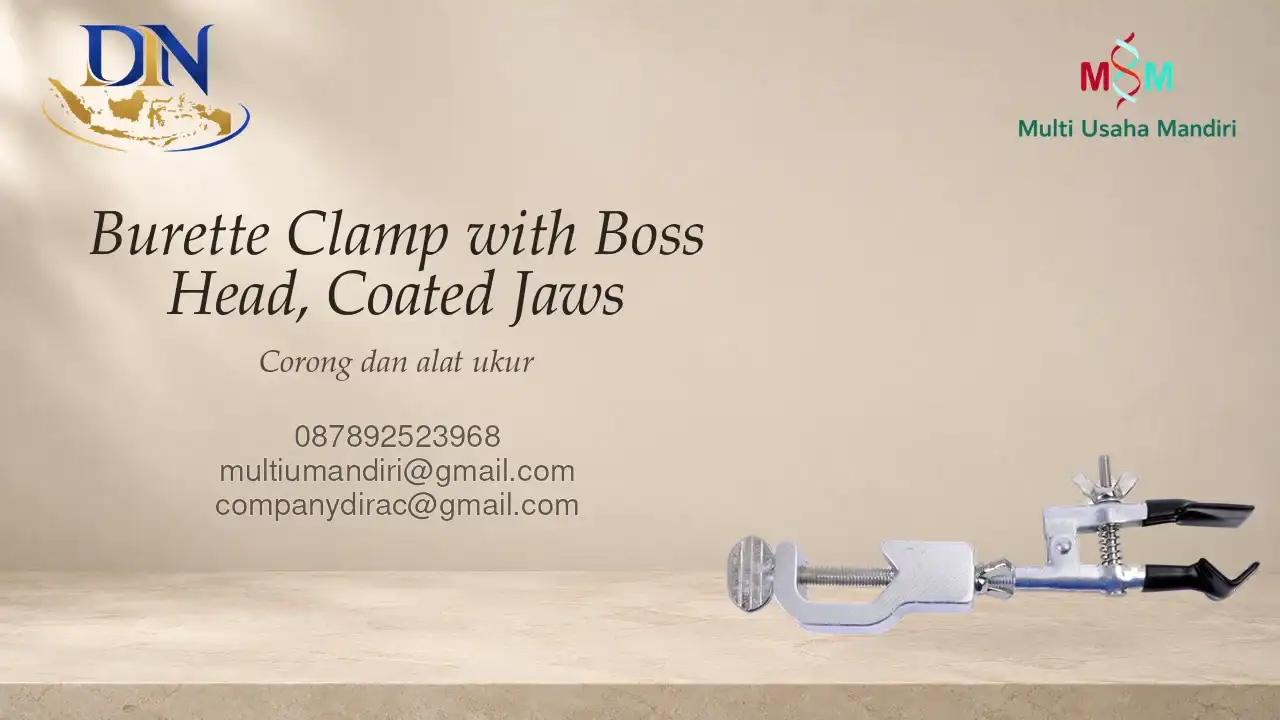 DN
M M
Multi Usaha Mandiri
Burette Clamp with Boss
Head, Coated Jaws
Corong dan alat ukur
087892523968
multiumandiri@gmail.com
companydirac@gmail.com